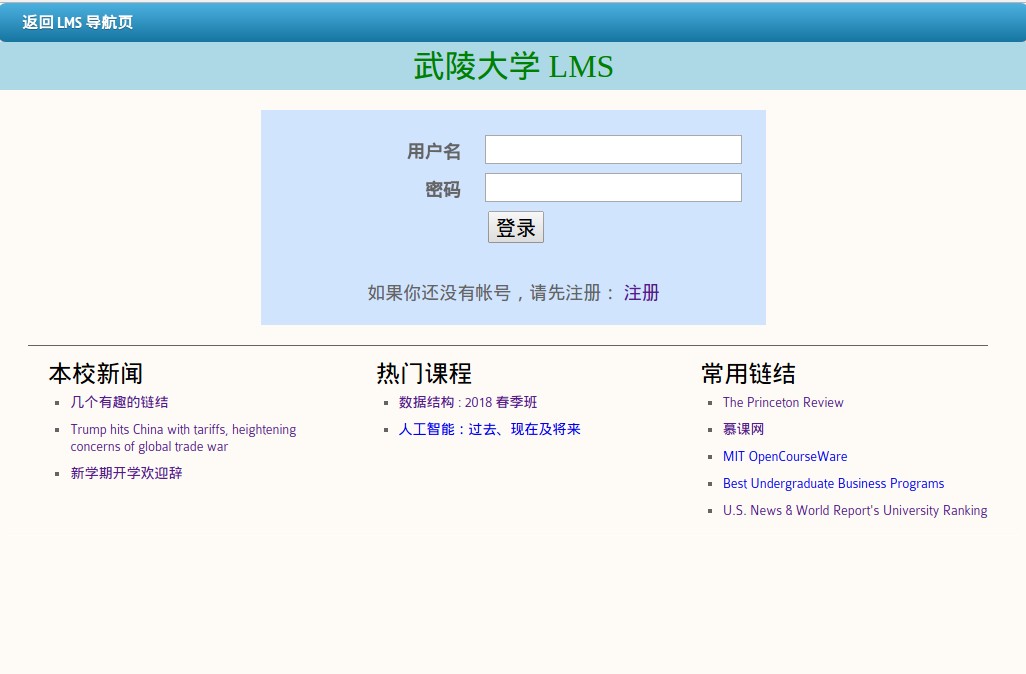 返回 LMS 导航页
武陵大学 LMS
用户名
密码
登录
如果你还没有帐号，请先注册： 注册
本校新闻
几个有趣的链结
Trump hits China with tariffs, heightening
concerns of global trade war
新学期开学欢迎辞
热门课程
数据结构 : 2018 春季班
人工智能：过去、现在及将来
常用链结
The Princeton Review
慕课网
MIT OpenCourseWare
Best Undergraduate Business Programs
U.S. News & World Report's University Ranking